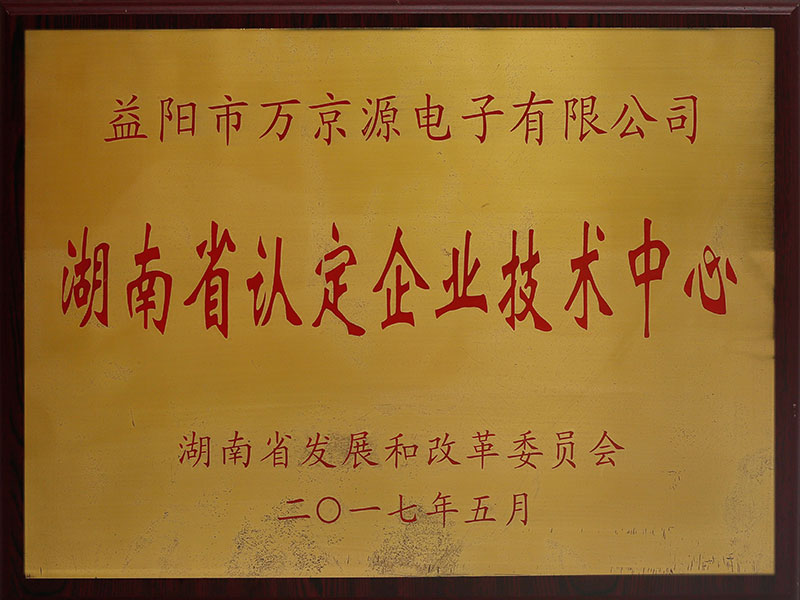 益阳市万京源电子有限公司
湖南省认定企业技术中心
湖南省发展和改革委员会
二〇一七年五月